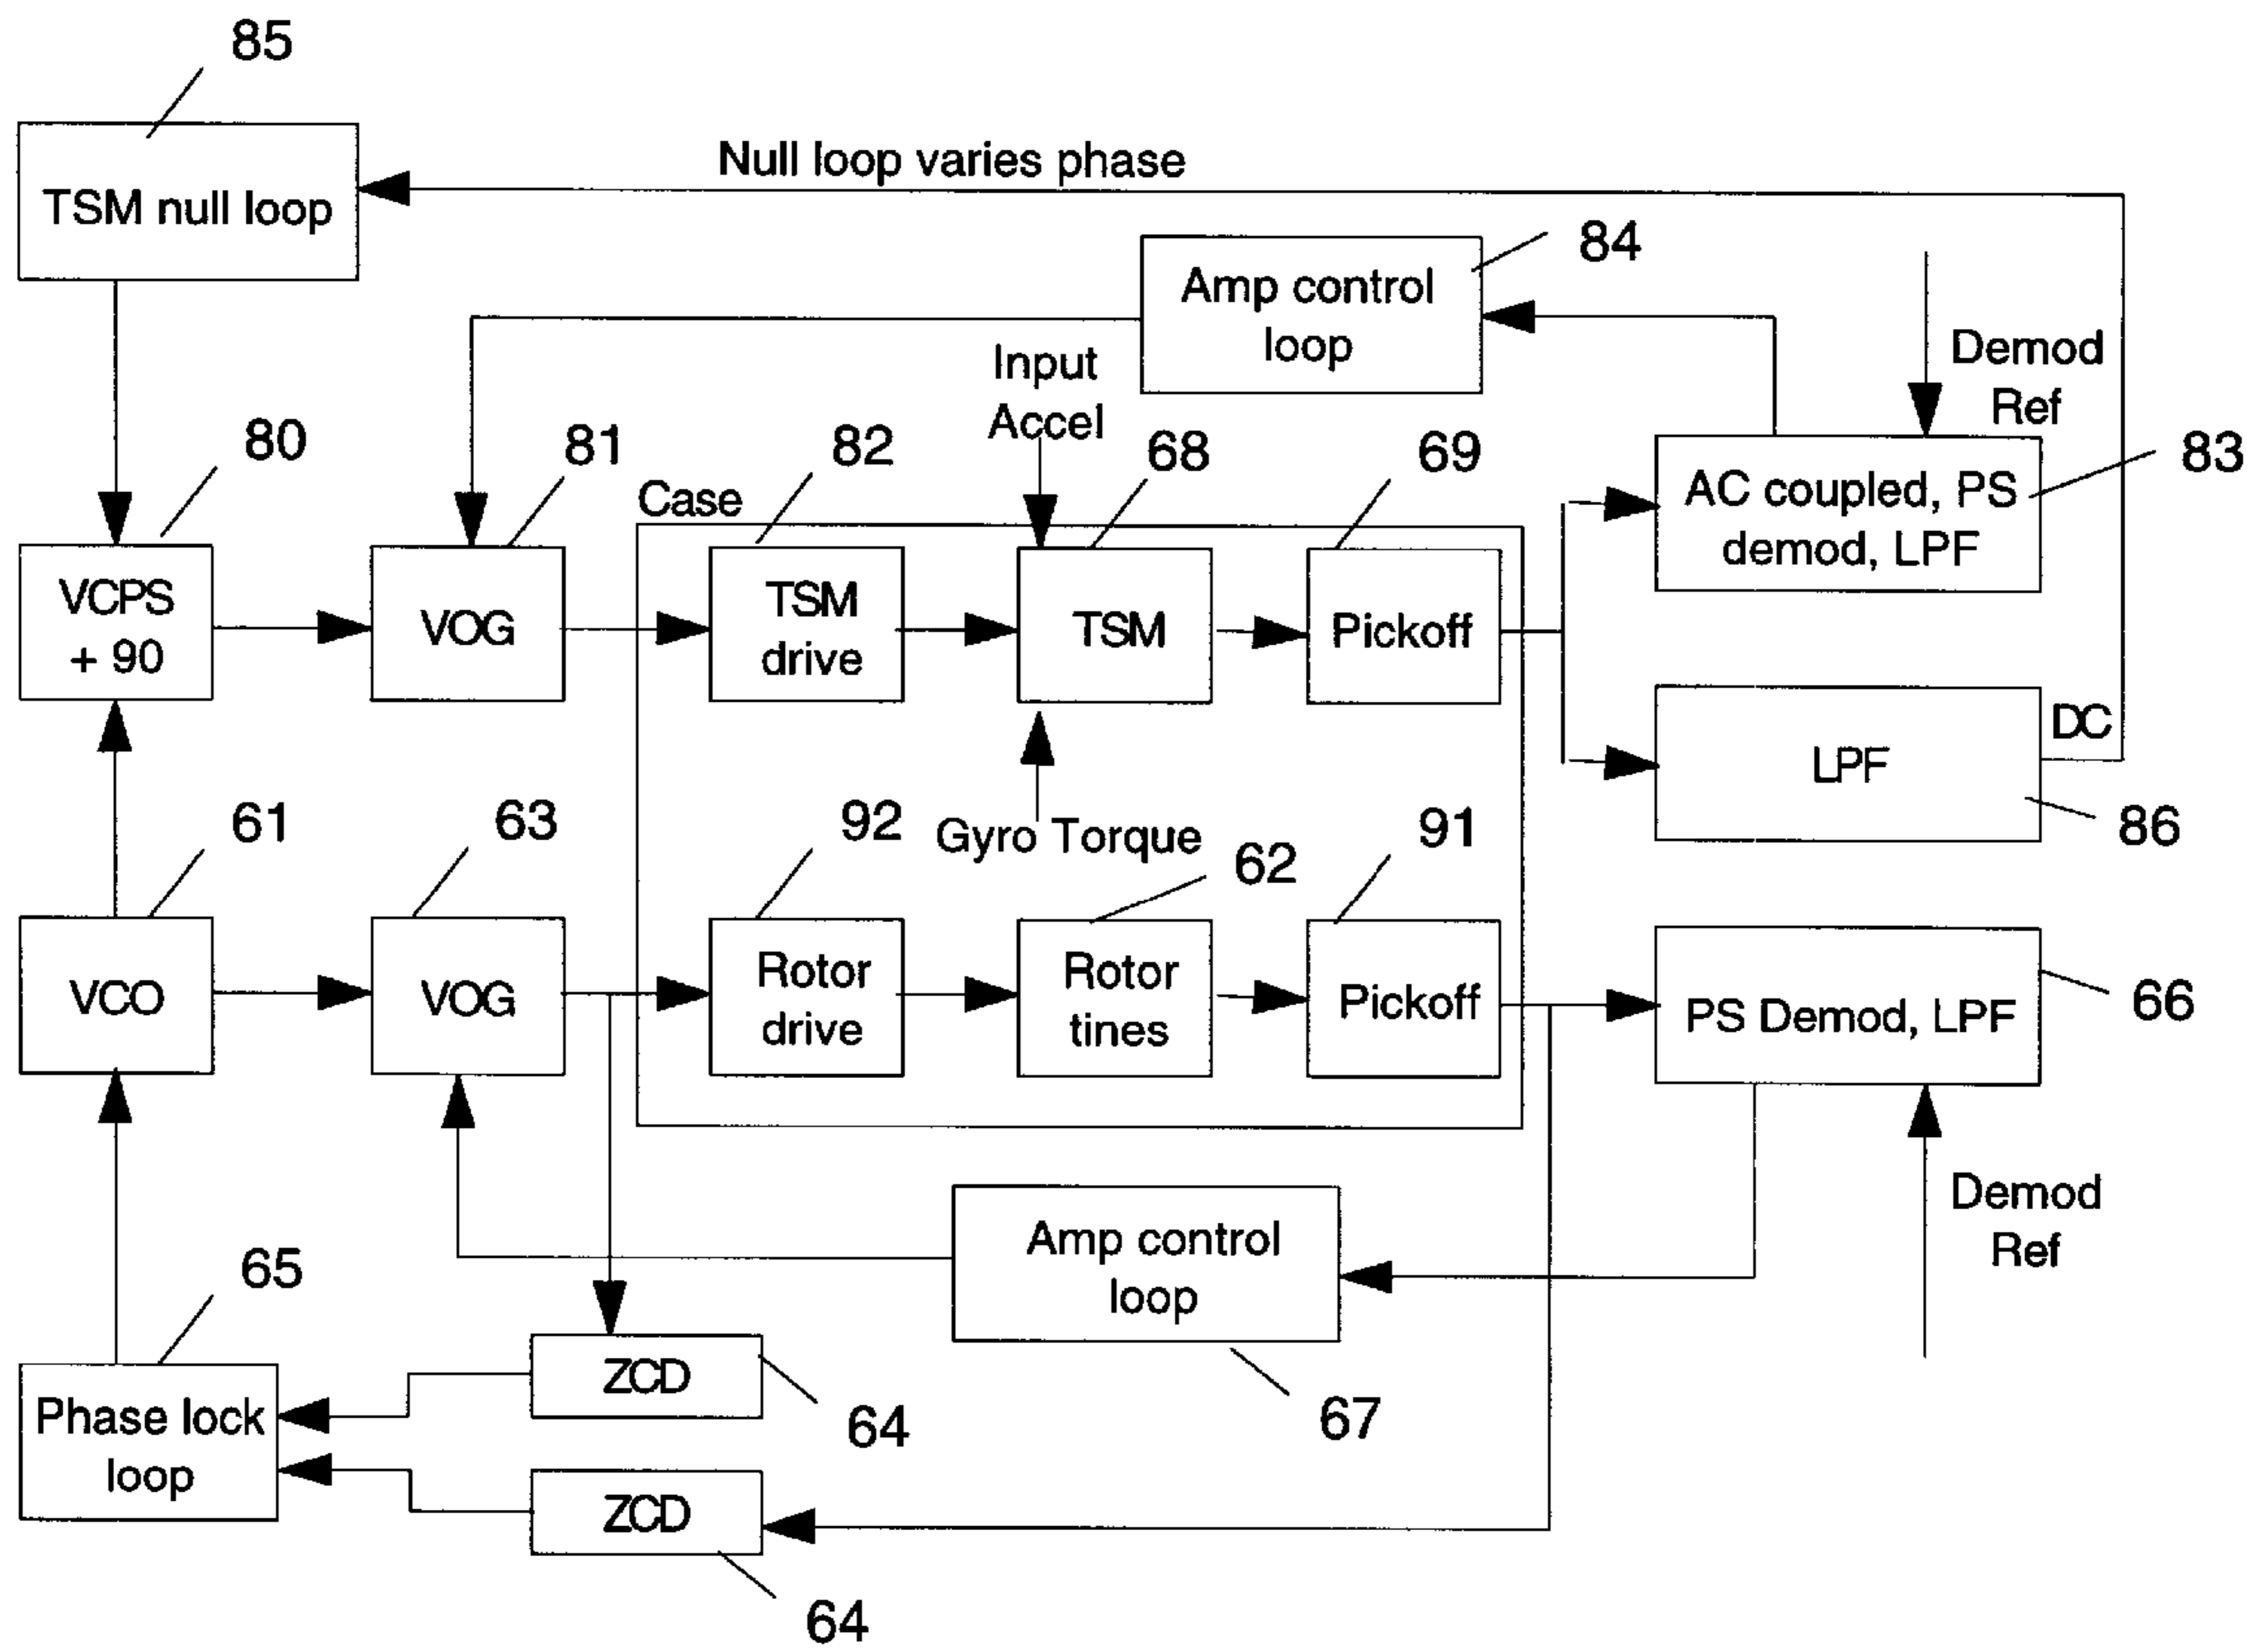 85
Null loop varies phase
TSM null loop
84
Amp control
loop
Demod
Ref
Input
Accel
80
81
82
68
69
83
Case
AC coupled, PS
demod, LPF
VCPS
+ 90
VOG
TSM
drive
TSM
Pickoff
DC
LPF
86
61
63
92
Gyro Torque
62
91
VCO
VOG
Rotor
drive
Rotor
tines
Pickoff
PS Demod, LPF
66
Demod
Ref
Amp control
loop
67
65
Phase lock
loop
ZCD
64
ZCD
64